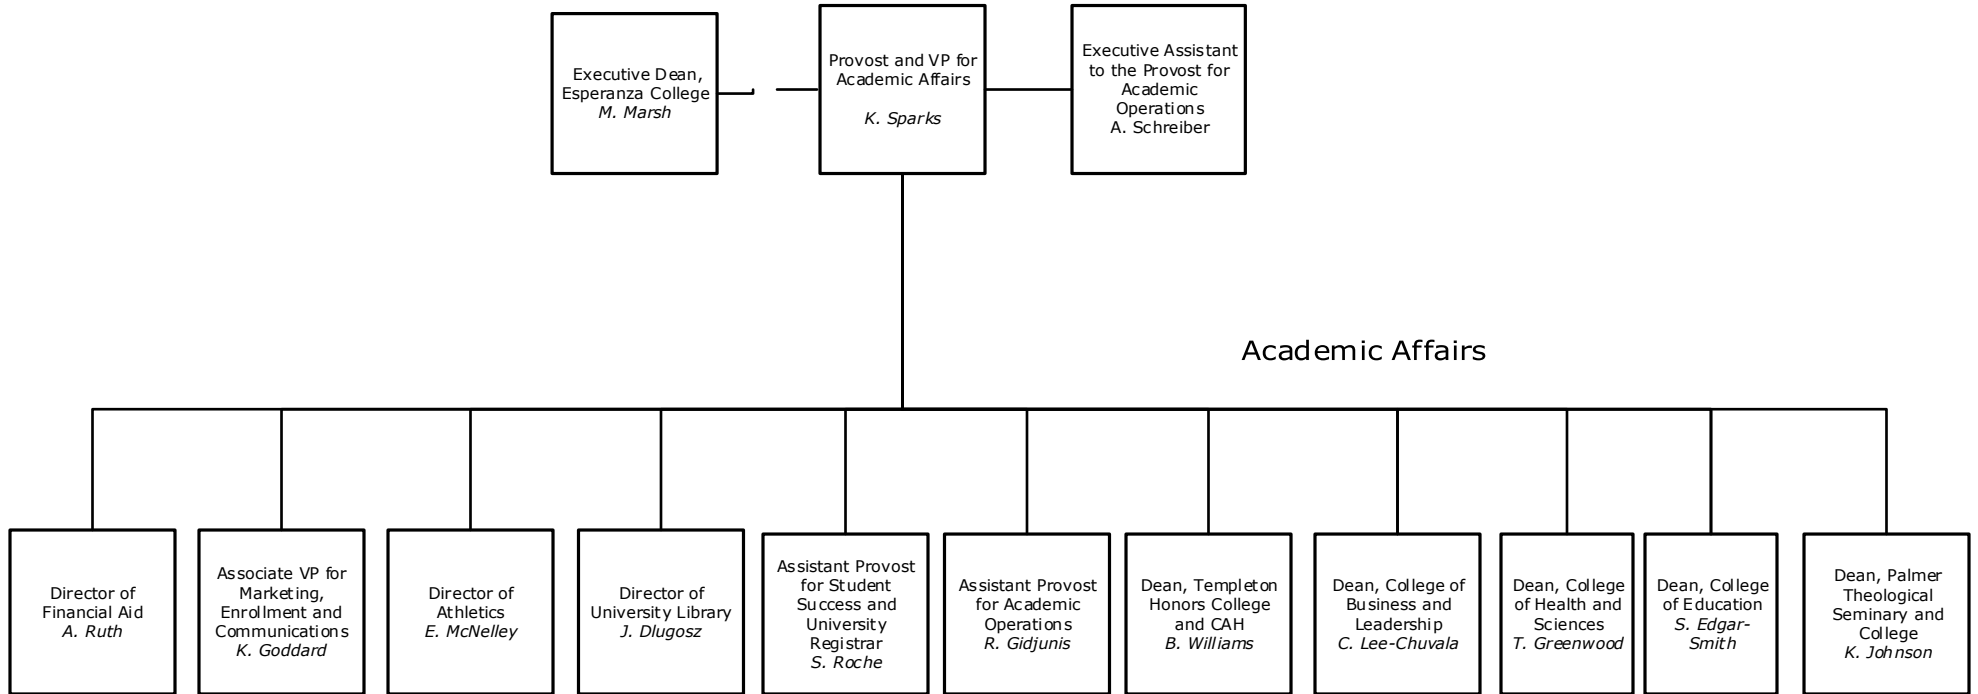 Executive Dean,
Esperanza College
M. Marsh
Provost and VP for
Academic Affairs
K. Sparks
Executive Assistant
to the Provost for
Academic
Operations
A. Schreiber
Academic Affairs
Director of
Financial Aid
A. Ruth
Associate VP for
Marketing,
Enrollment and
Communications
K. Goddard
Director of
Athletics
E. McNelley
Director of
University Library
J. Dlugosz
Assistant Provost
for Student
Success and
University
Registrar
S. Roche
Assistant Provost
for Academic
Operations
R. Gidjunis
Dean, Templeton
Honors College
and CAH
B. Williams
Dean, College of
Business and
Leadership
C. Lee-Chuvala
Dean, College
of Health and
Sciences
T. Greenwood
Dean, College
of Education
S. Edgar-
Smith
Dean, Palmer
Theological
Seminary and
College
K. Johnson